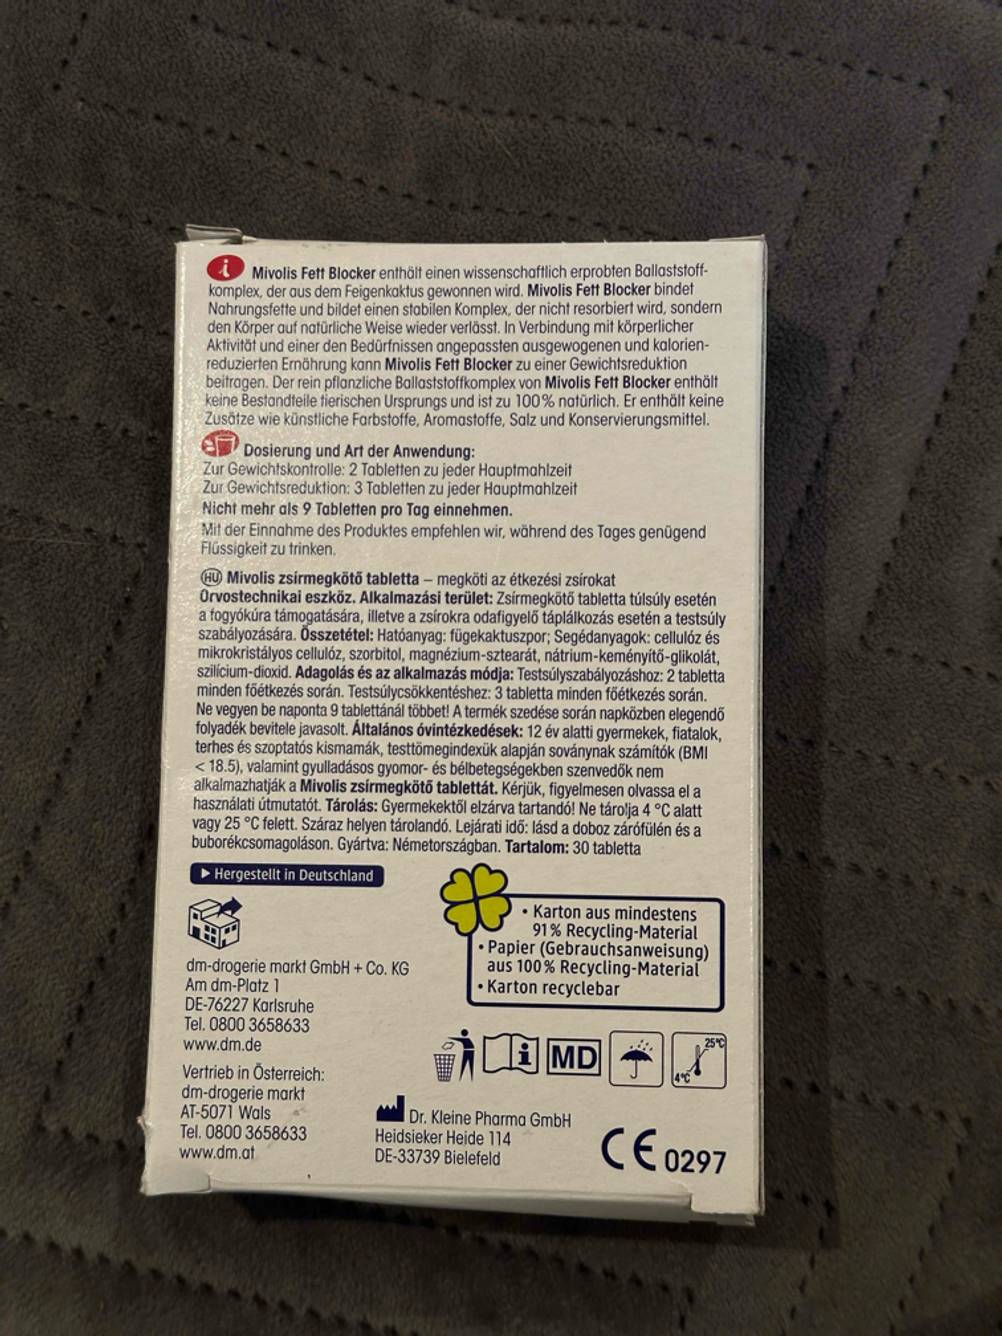 i Mivolis Fett Blocker enthält einen wissenschaftlich erprobten Ballaststoff-
komplex, der aus dem Feigenkaktus gewonnen wird. Mivolis Fett Blocker bindet
Nahrungsfette und bildet einen stabilen Komplex, der nicht resorbiert wird, sondern
den Körper auf natürliche Weise wieder verlässt. In Verbindung mit körperlicher
Aktivität und einer den Bedürfnissen angepassten ausgewogenen und kalorien-
reduzierten Ernährung kann Mivolis Fett Blocker zu einer Gewichtsreduktion
beitragen. Der rein pflanzliche Ballaststoffkomplex von Mivolis Fett Blocker enthält
keine Bestandteile tierischen Ursprungs und ist zu 100 % natürlich. Er enthält keine
Zusätze wie künstliche Farbstoffe, Aromastoffe, Salz und Konservierungsmittel.
Dosierung und Art der Anwendung:
Zur Gewichtskontrolle: 2 Tabletten zu jeder Hauptmahlzeit
Zur Gewichtsreduktion: 3 Tabletten zu jeder Hauptmahlzeit
Nicht mehr als 9 Tabletten pro Tag einnehmen.
Mit der Einnahme des Produktes empfehlen wir, während des Tages genügend
Flüssigkeit zu trinken.
HU Mivolis zsírmegkötő tabletta – megköti az étkezési zsírokat
Orvostechnikai eszköz. Alkalmazási terület: Zsírmegkötő tabletta túlsúly esetén
a fogyókúra támogatására, illetve a zsírokra odafigyelő táplálkozás esetén a testsúly
szabályozására. Összetétel: Hatóanyag: fügekaktuszpor; Segédanyagok: cellulóz és
mikrokristályos cellulóz, szorbitol, magnézium-sztearát, nátrium-keményítő-glikolát,
szilícium-dioxid. Adagolás és az alkalmazás módja: Testsúlyszabályozáshoz: 2 tabletta
minden főétkezés során. Testsúlycsökkentéshez: 3 tabletta minden főétkezés során.
Ne vegyen be naponta 9 tablettánál többet! A termék szedése során napközben elegendő
folyadék bevitele javasolt. Általános óvintézkedések: 12 év alatti gyermekek, fiatalok,
terhes és szoptatós kismamák, testtömegindexük alapján soványnak számítók (BMI
< 18.5), valamint gyulladásos gyomor- és bélbetegségekben szenvedők nem
alkalmazhatják a Mivolis zsírmegkötő tablettát. Kérjük, figyelmesen olvassa el a
használati útmutatót. Tárolás: Gyermekektől elzárva tartandó! Ne tárolja 4 °C alatt
vagy 25 °C felett. Száraz helyen tárolandó. Lejárati idő: lásd a doboz zárófülén és a
buborékcsomagoláson. Gyártva: Németországban. Tartalom: 30 tabletta
Hergestellt in Deutschland
• Karton aus mindestens
91 % Recycling-Material
• Papier (Gebrauchsanweisung)
aus 100 % Recycling-Material
• Karton recyclebar
dm-drogerie markt GmbH + Co. KG
Am dm-Platz 1
DE-76227 Karlsruhe
Tel. 0800 3658633
www.dm.de
Vertrieb in Österreich:
dm-drogerie markt
AT-5071 Wals
Tel. 0800 3658633
www.dm.at
i MD 4°C 25°C
Dr. Kleine Pharma GmbH
Heidsieker Heide 114
DE-33739 Bielefeld
CE 0297